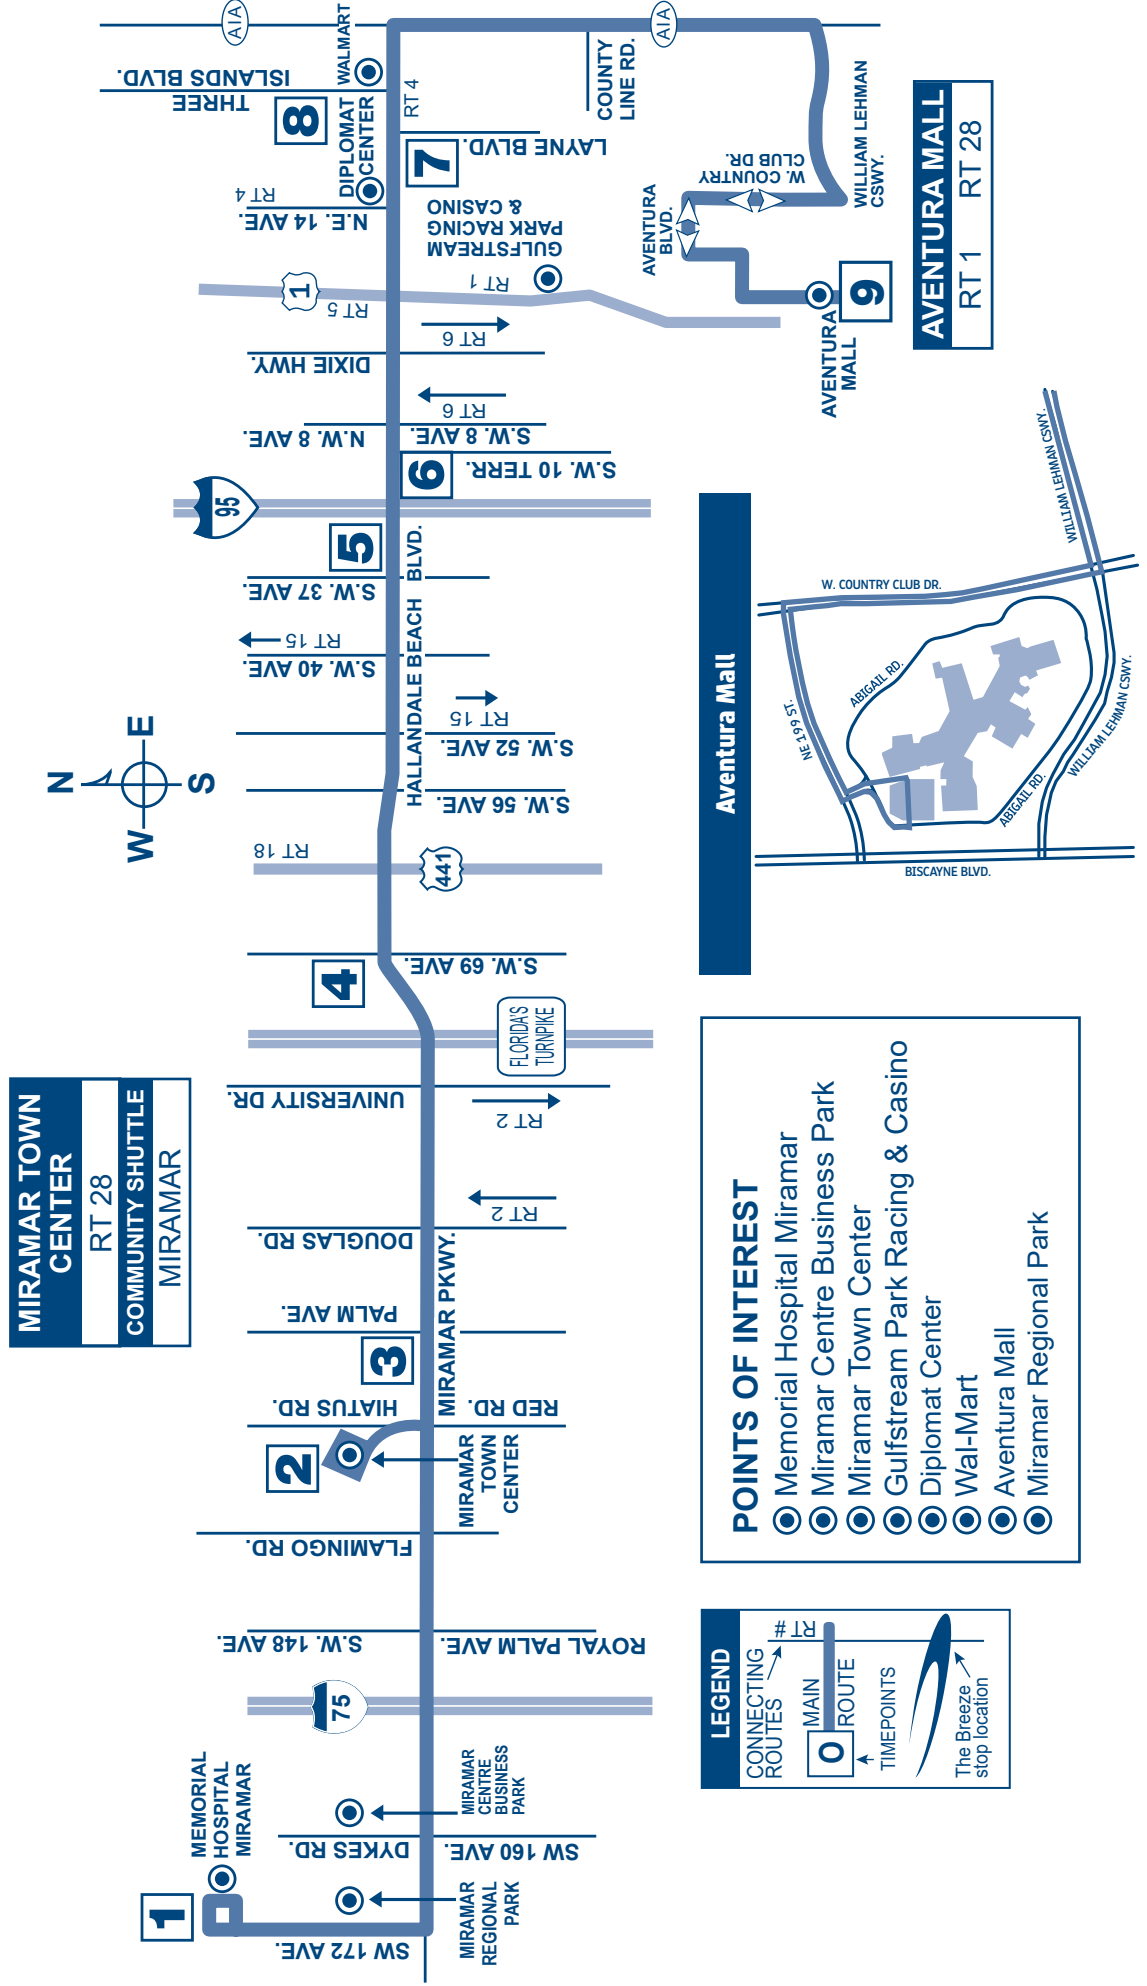 MIRAMAR TOWN
CENTER
RT 28
COMMUNITY SHUTTLE
MIRAMAR
N
W
E
S
1
MEMORIAL
HOSPITAL
MIRAMAR
SW 172 AVE.
MIRAMAR
REGIONAL
PARK
DYKES RD.
SW 160 AVE.
MIRAMAR
CENTRE
BUSINESS
PARK
75
S.W. 148 AVE.
ROYAL PALM AVE
FLAMINGO RD.
2
MIRAMAR
TOWN
CENTER
HIATUS RD.
RED RD.
3
MIRAMAR PKWY.
PALM AVE.
DOUGLAS RD.
RT 2
UNIVERSITY DR.
RT 2
FLORIDA'S
TURNPIKE
4
S.W. 69 AVE.
RT 18
441
S.W. 56 AVE.
HALLANDALE BEACH BLVD.
S.W. 52 AVE.
RT 15
S.W. 40 AVE.
RT 15
S.W. 37 AVE.
5
95
6
S.W. 10 TERR.
N.W. 8 AVE.
S.W. 8 AVE.
RT 6
DIXIE HWY.
RT 6
1
RT 5
RT 1
GULFSTREAM
PARK RACING
& CASINO
N.E. 14 AVE.
RT 4
DIPLOMAT
CENTER
7
LAYNE BLVD.
8
THREE
ISLANDS BLVD.
WALMART
RT 4
A1A
COUNTY
LINE RD.
A1A
WILLIAM LEHMAN
CSWY.
W. COUNTRY
CLUB DR.
AVENTURA
BLVD.
AVENTURA
MALL
9
AVENTURA MALL
RT 1 RT 28
Aventura Mall
W. COUNTRY CLUB DR.
WILLIAM LEHMAN CSWY.
NE 199 ST.
ABIGAIL RD.
ABIGAIL RD.
WILLIAM LEHMAN CSWY.
BISCAYNE BLVD.
POINTS OF INTEREST
Memorial Hospital Miramar
Miramar Centre Business Park
Miramar Town Center
Gulfstream Park Racing & Casino
Diplomat Center
Wal-Mart
Aventura Mall
Miramar Regional Park
LEGEND
CONNECTING
ROUTES
RT #
O
MAIN
ROUTE
TIMEPOINTS
The Breeze
stop location